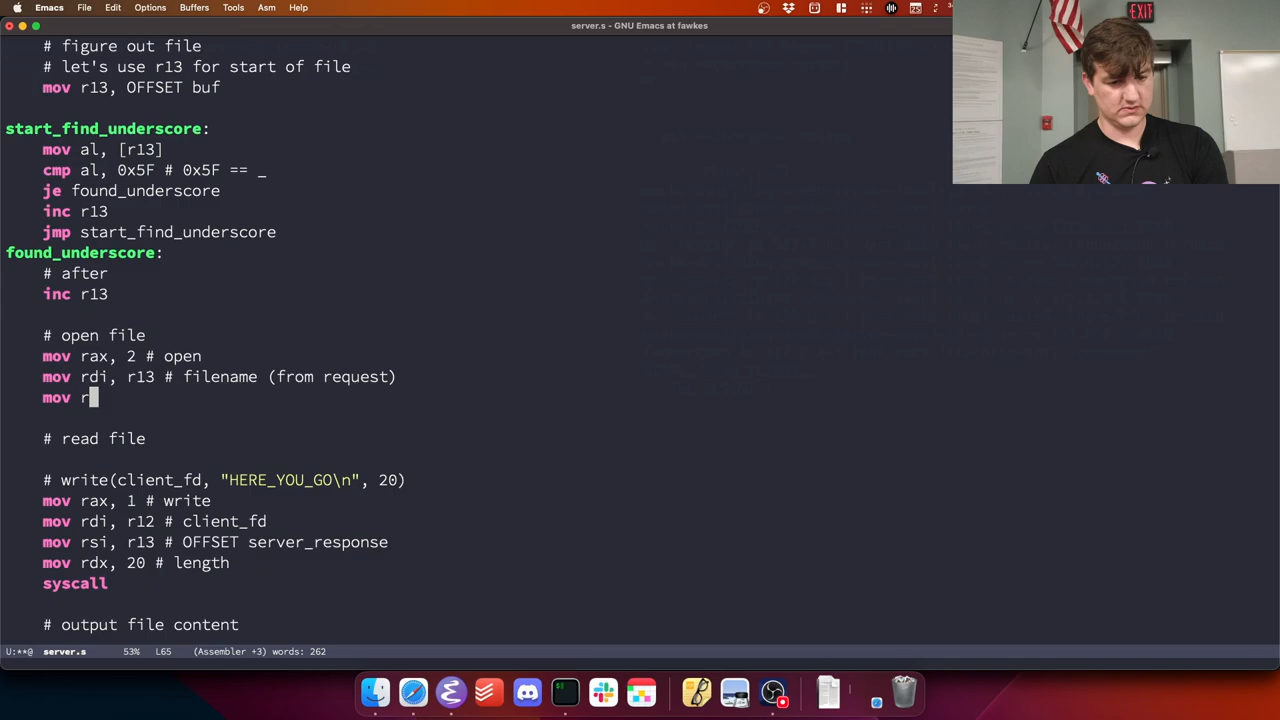 Emacs File Edit Options Buffers Tools Asm Help
server.s - GNU Emacs at fawkes
EXIT
# figure out file
# let's use r13 for start of file
mov r13, OFFSET buf
start_find_underscore:
mov al, [r13]
cmp al, 0x5F # 0x5F == _
je found_underscore
inc r13
jmp start_find_underscore
found_underscore:
# after
inc r13
# open file
mov rax, 2 # open
mov rdi, r13 # filename (from request)
mov r
# read file
# write(client_fd, "HERE_YOU_GO\n", 20)
mov rax, 1 # write
mov rdi, r12 # client_fd
mov rsi, r13 # OFFSET server_response
mov rdx, 20 # length
syscall
# output file content
U:**@ server.s 53% L65 (Assembler +3) words: 262